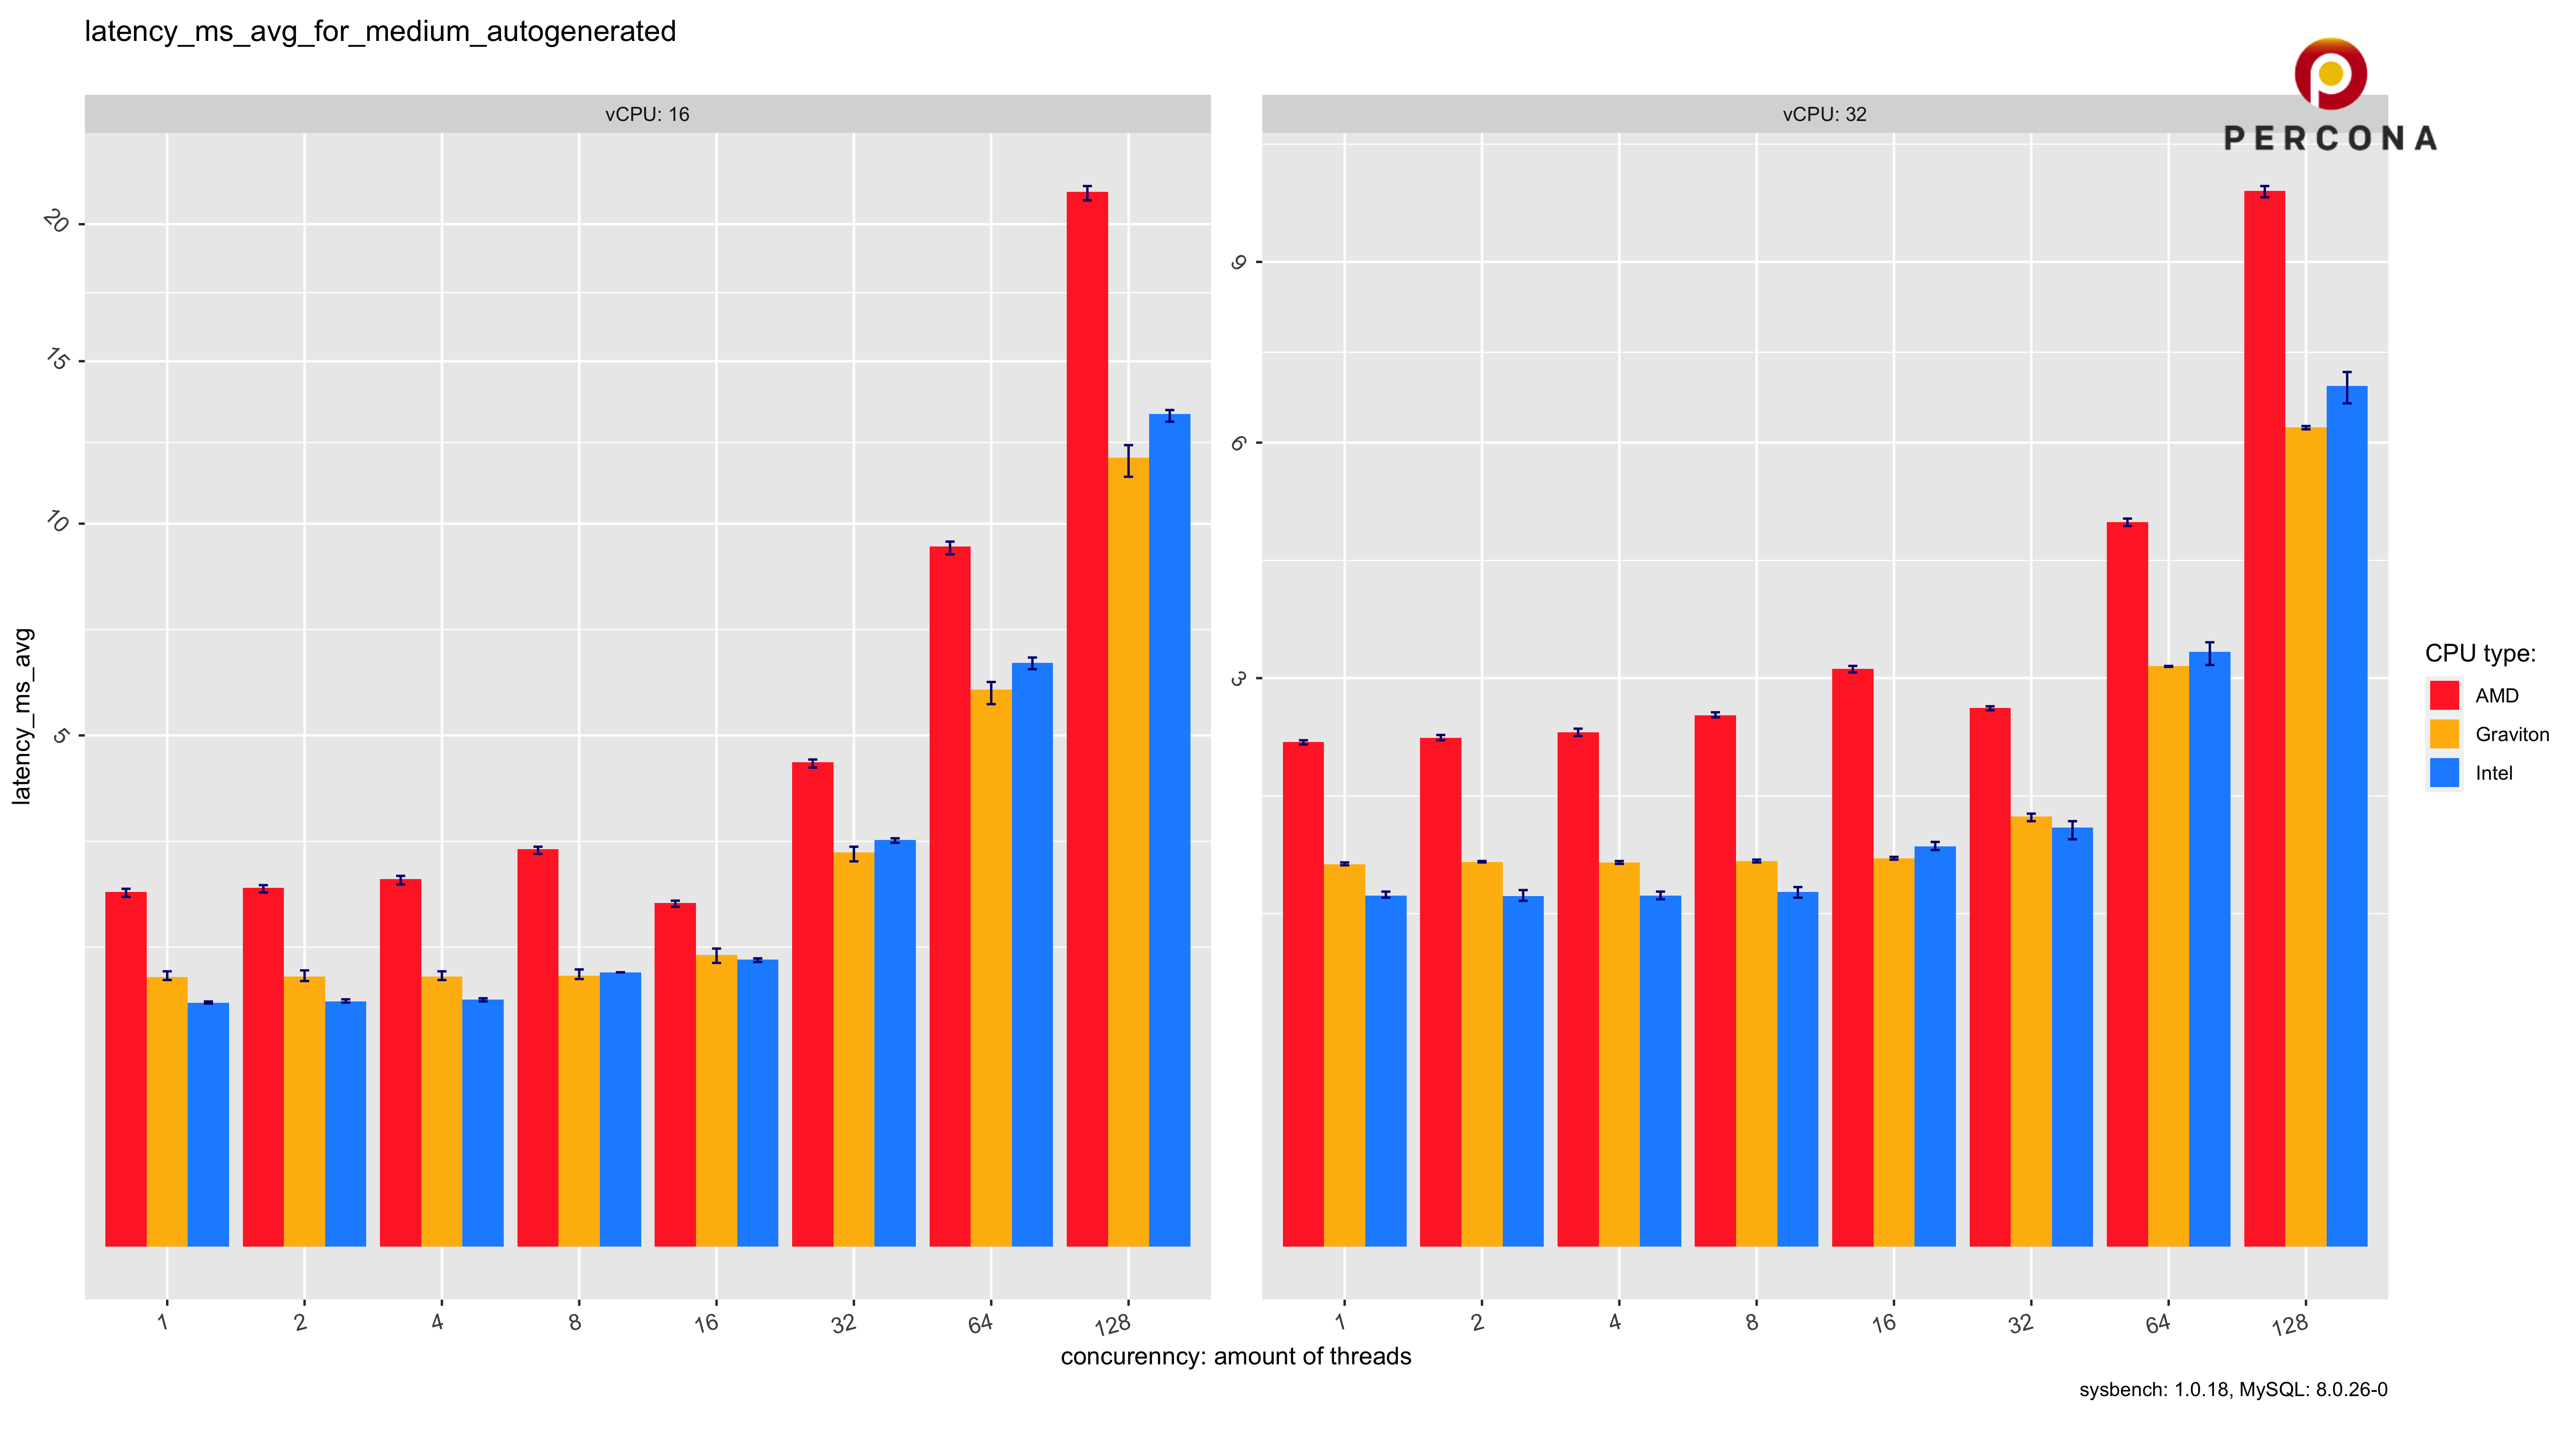 latency_ms_avg_for_medium_autogenerated
PERCONA
vCPU: 16
vCPU: 32
latency_ms_avg
20
15
10
5
9
6
3
1 2 4 8 16 32 64 128
1 2 4 8 16 32 64 128
concurenncy: amount of threads
CPU type:
AMD
Graviton
Intel
sysbench: 1.0.18, MySQL: 8.0.26-0